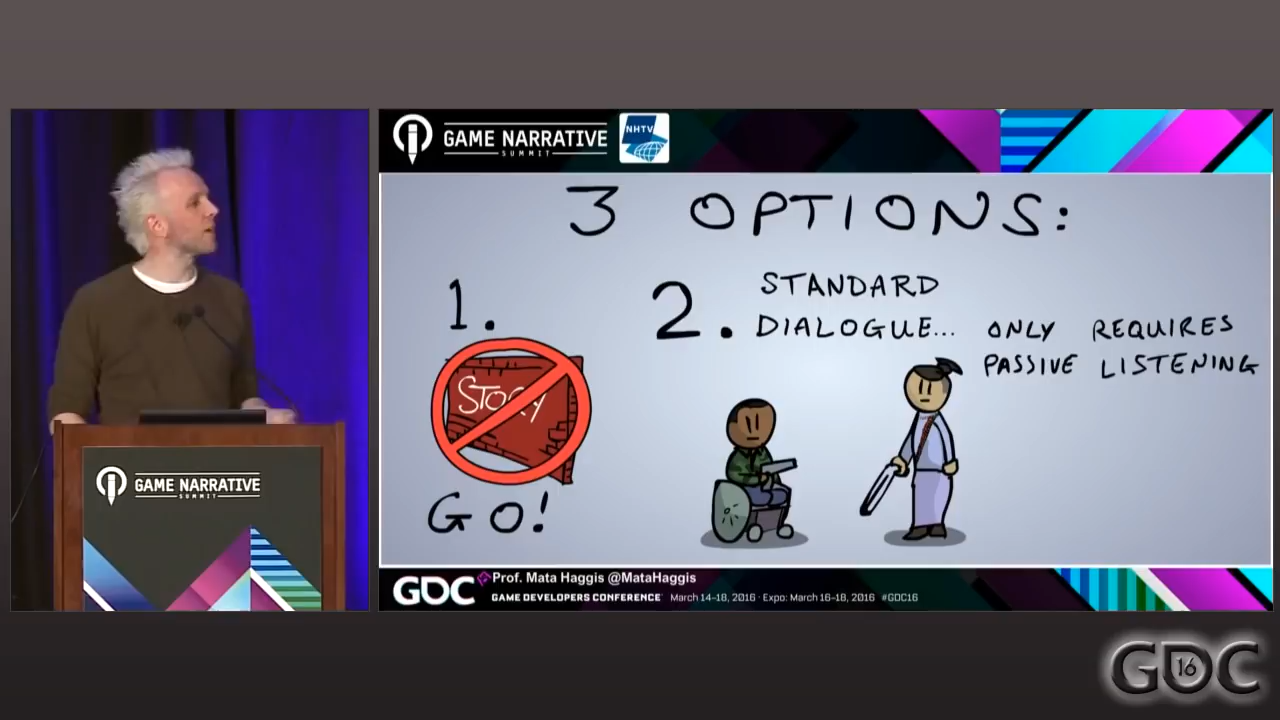 GAME NARRATIVE
SUMMIT
NHTV
3 OPTIONS:
1.
STORY
GO!
2. STANDARD
DIALOGUE... ONLY REQUIRES
PASSIVE LISTENING
GAME NARRATIVE
SUMMIT
GDC Prof. Mata Haggis @MataHaggis
GAME DEVELOPERS CONFERENCE March 14-18, 2016 · Expo: March 16-18, 2016 #GDC16
GDC 16